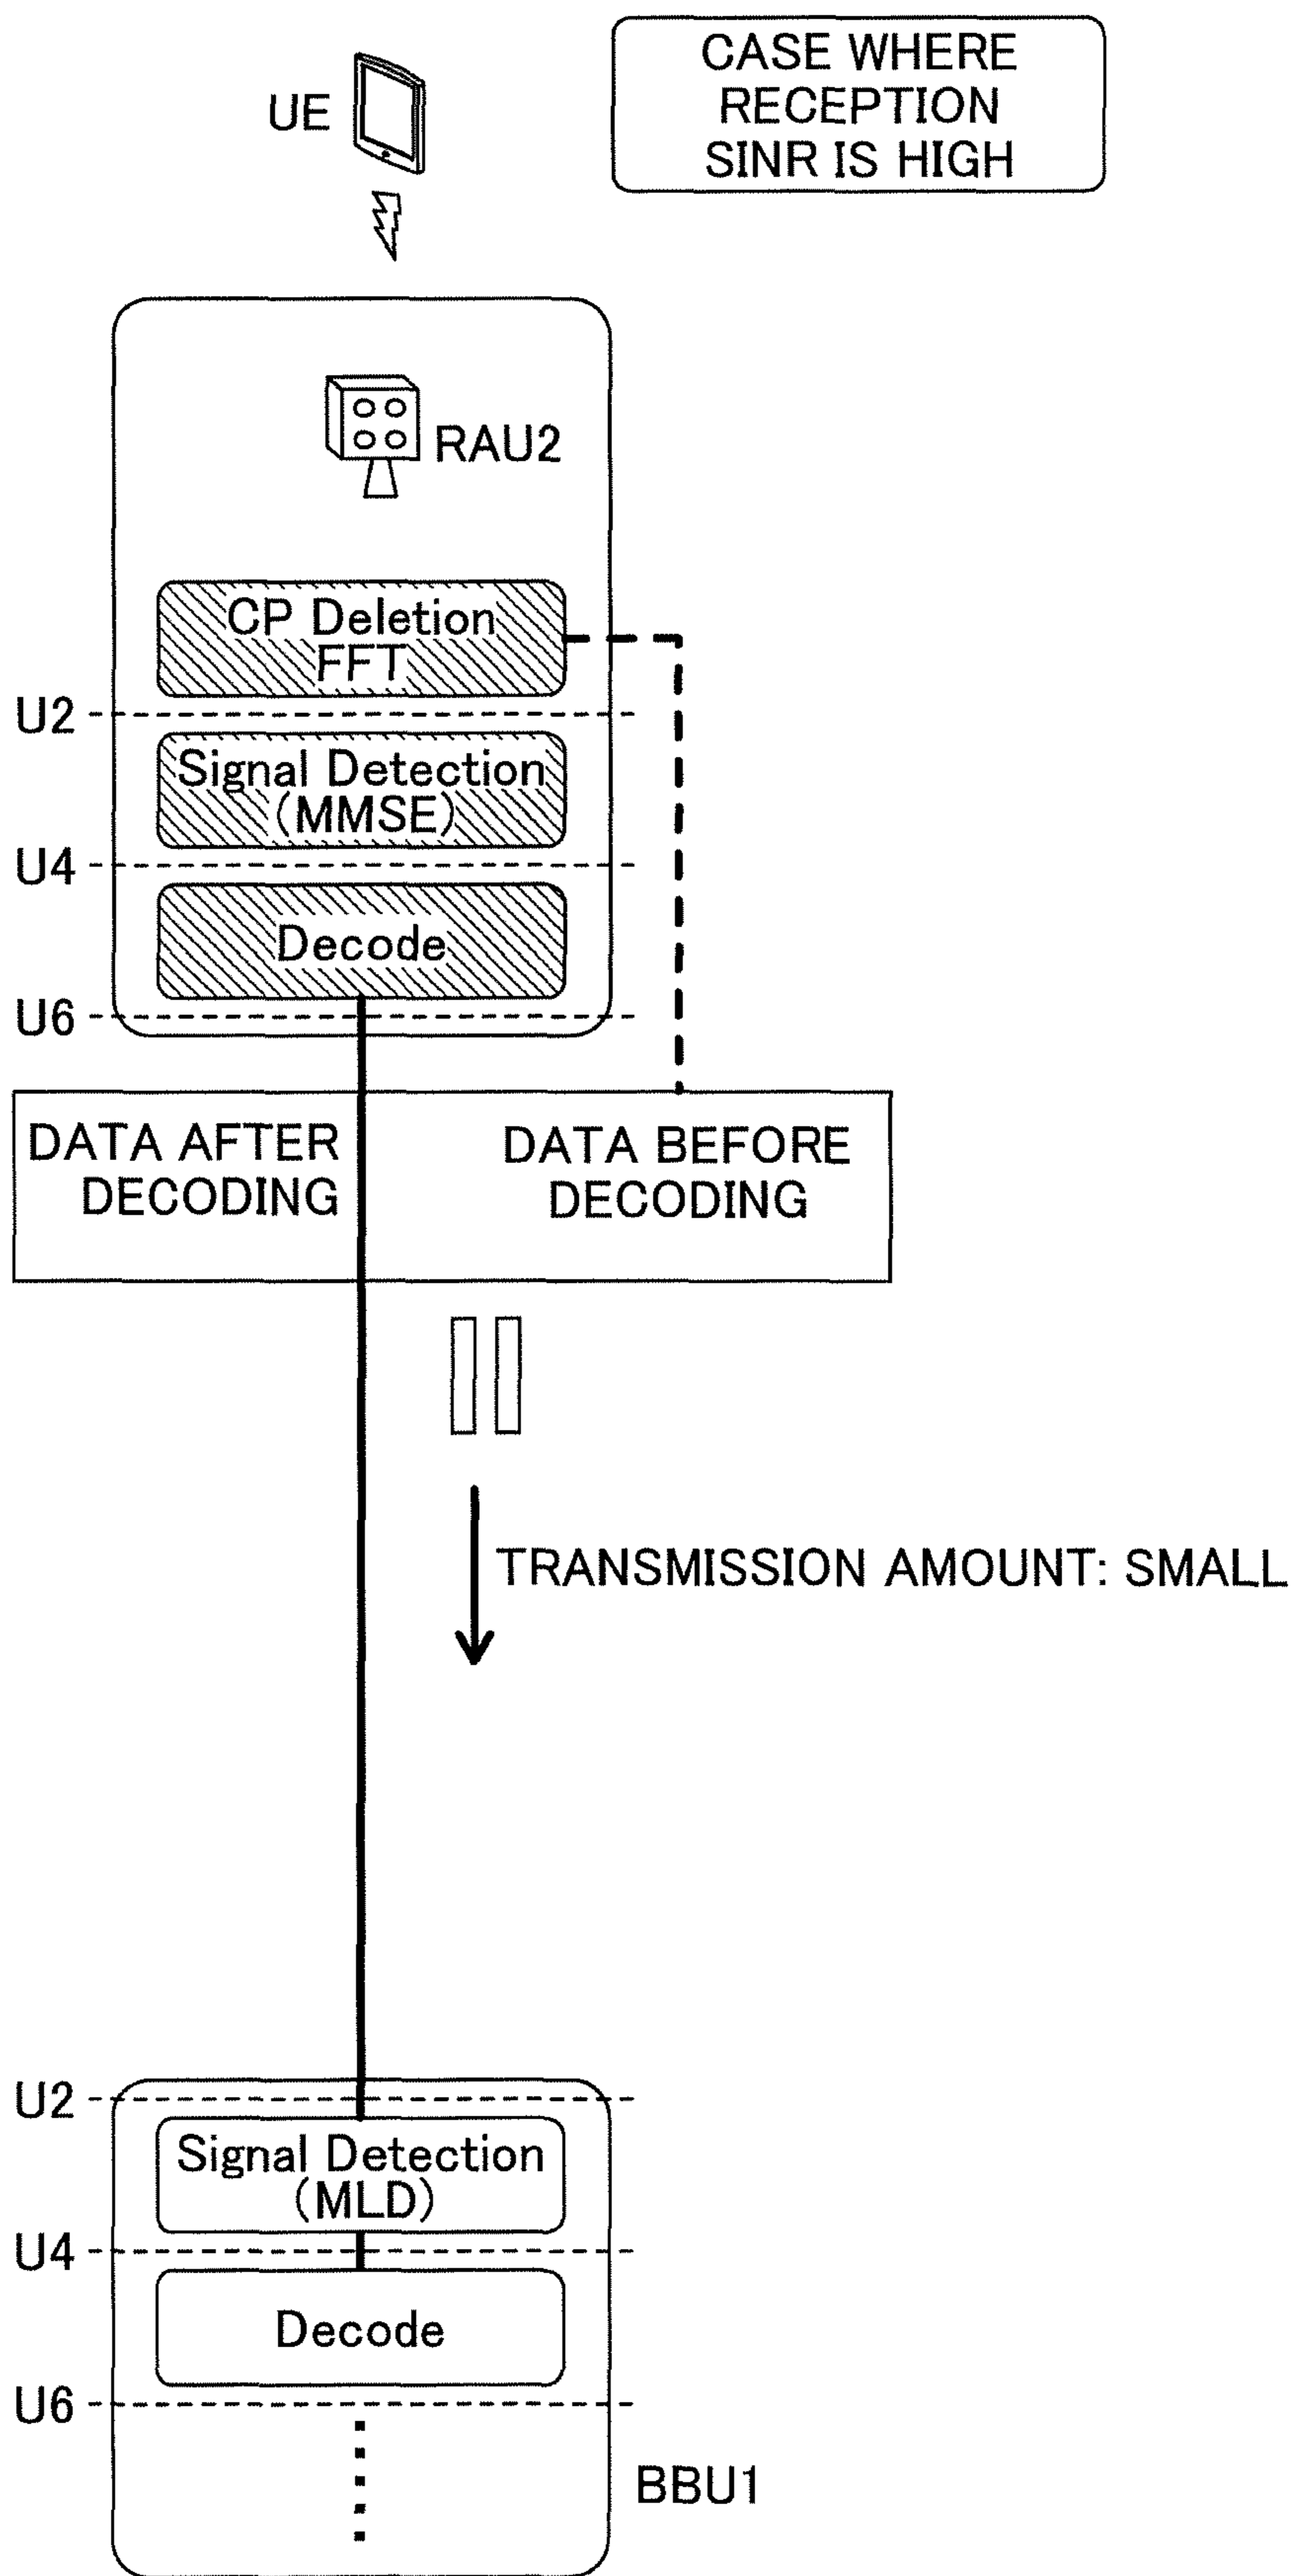 CASE WHERE
RECEPTION
SINR IS HIGH
UE
RAU2
CP Deletion
FFT
U2
Signal Detection
(MMSE)
U4
Decode
U6
DATA AFTER
DECODING
DATA BEFORE
DECODING
TRANSMISSION AMOUNT: SMALL
U2
Signal Detection
(MLD)
U4
Decode
U6
BBU1